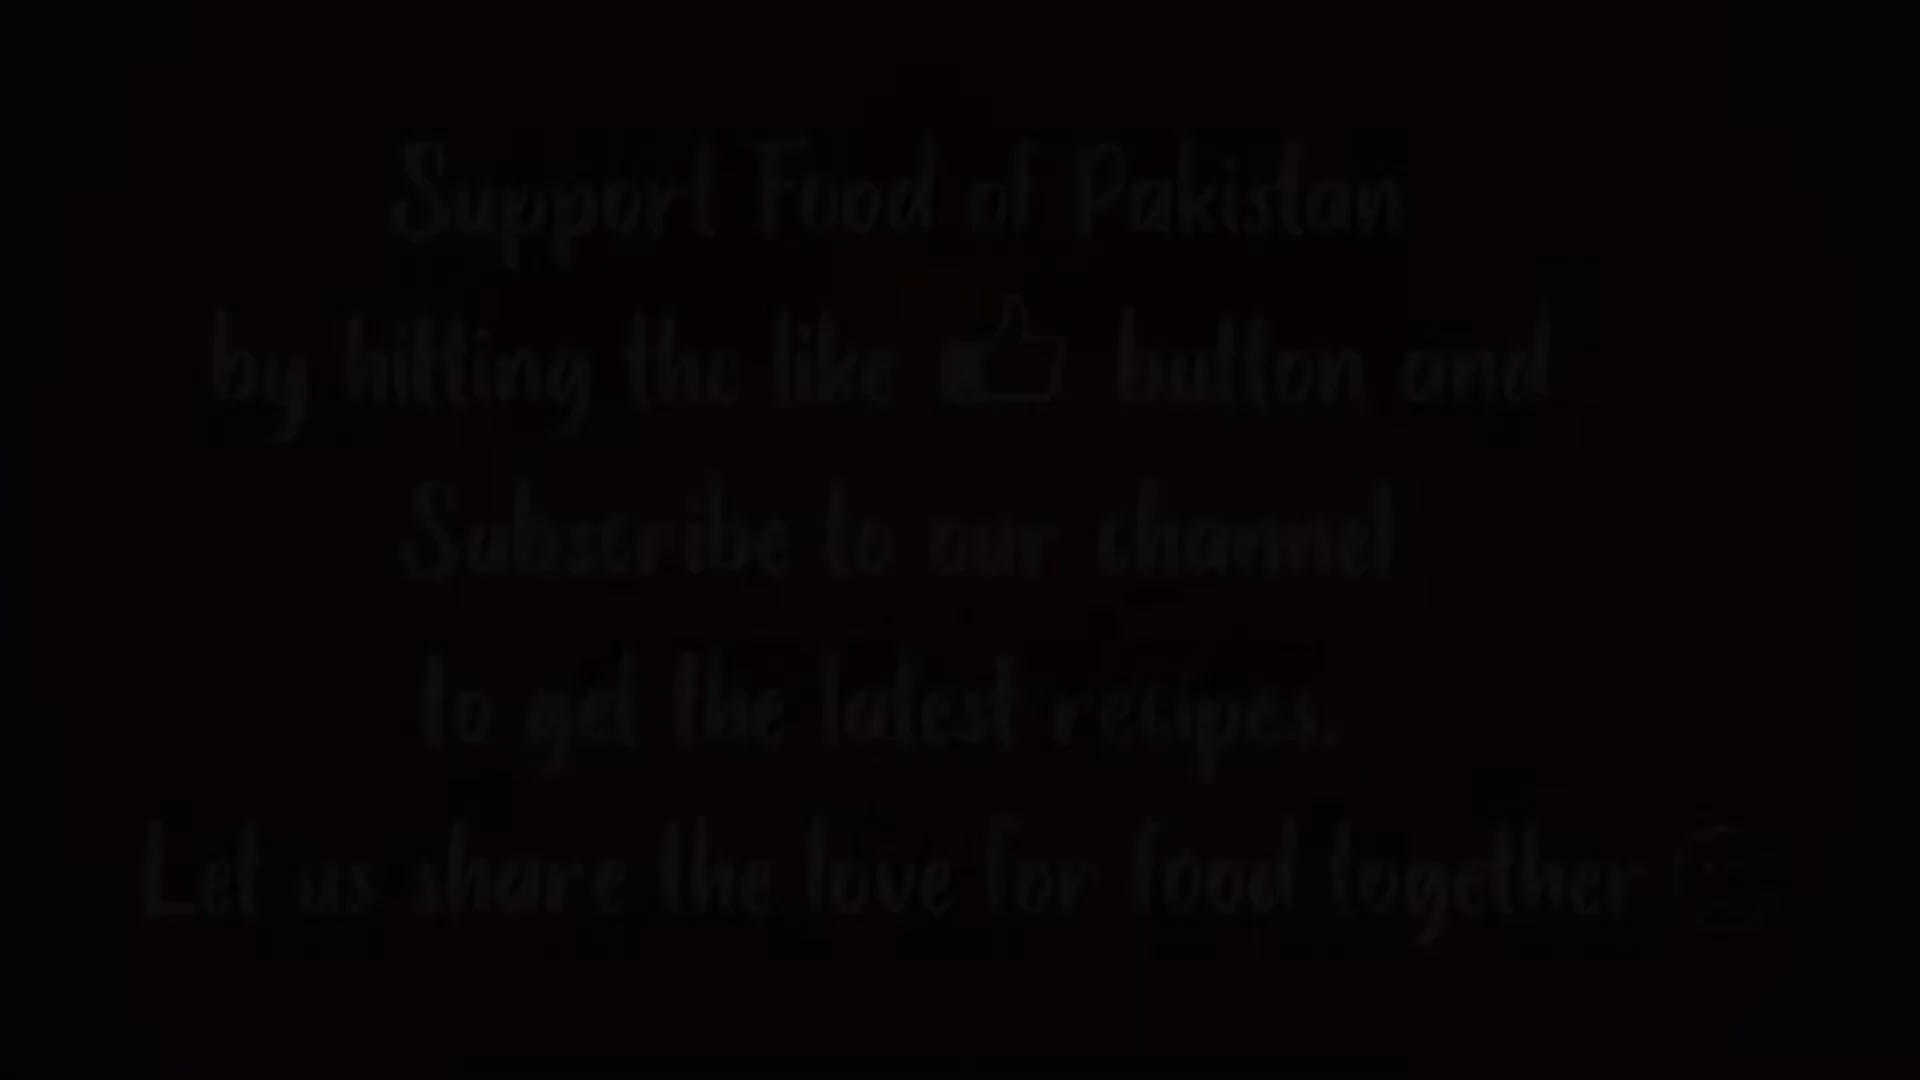 Support Food of Pakistan
by hitting the like 👍 button and
Subscribe to our channel
to get the latest recipes.
Let us share the love for food together